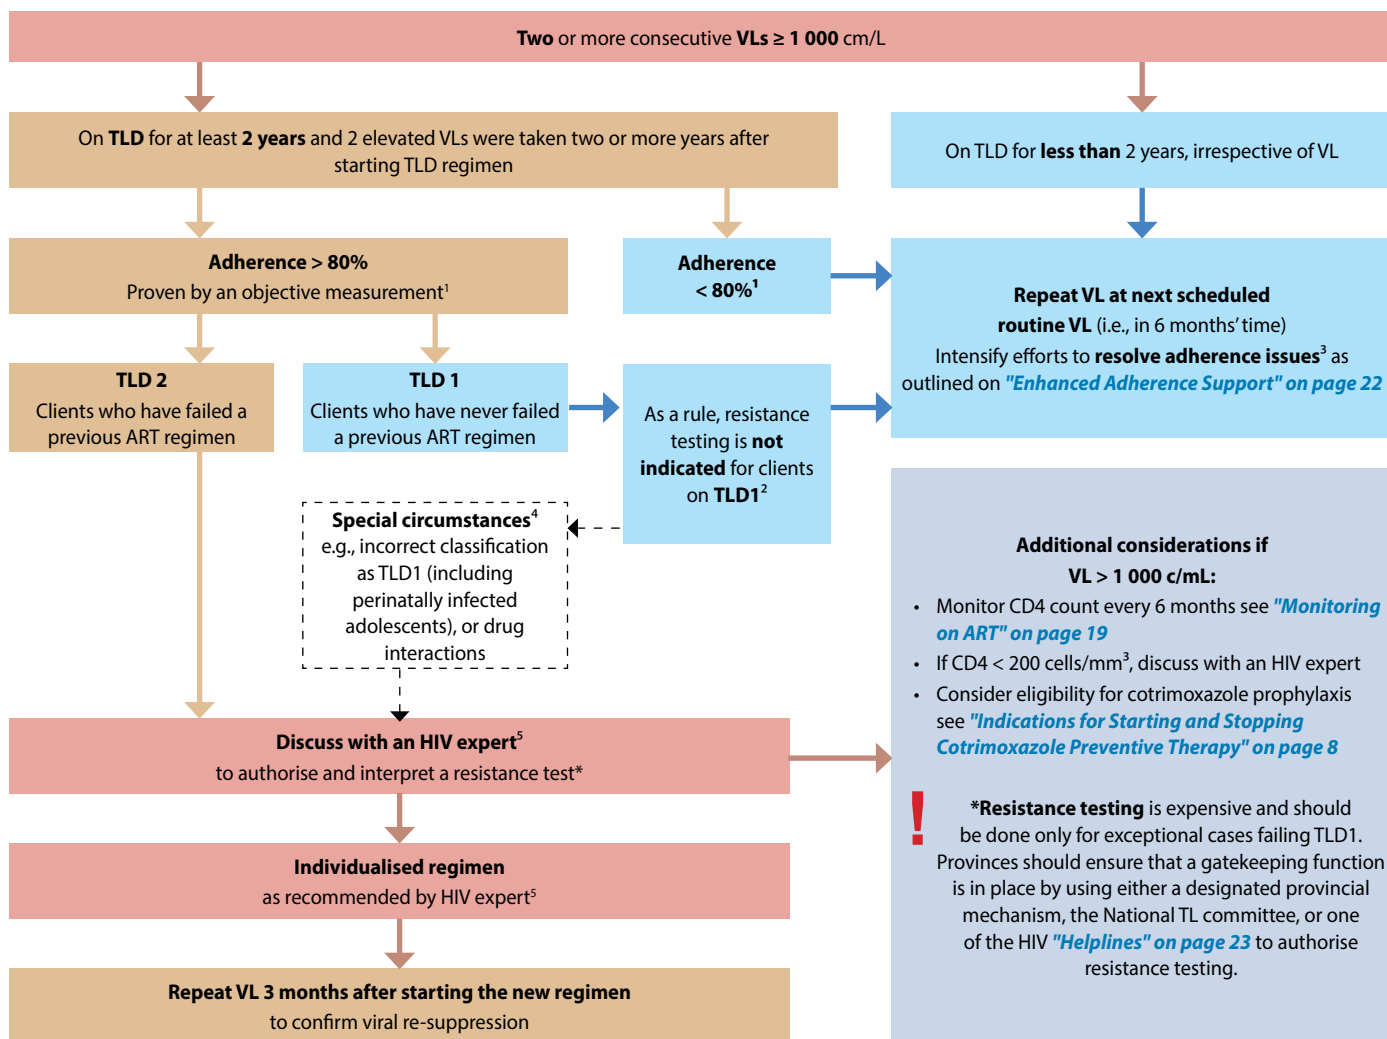 Two or more consecutive VLs ≥ 1 000 cm/L
On TLD for at least 2 years and 2 elevated VLs were taken two or more years after
starting TLD regimen
On TLD for less than 2 years, irrespective of VL
Adherence > 80%
Proven by an objective measurement¹
Adherence
< 80%¹
Repeat VL at next scheduled
routine VL (i.e., in 6 months' time)
Intensify efforts to resolve adherence issues³ as
outlined on "Enhanced Adherence Support" on page 22
TLD 2
Clients who have failed a
previous ART regimen
TLD 1
Clients who have never failed
a previous ART regimen
As a rule, resistance
testing is not
indicated for clients
on TLD1²
Special circumstances⁴
e.g., incorrect classification
as TLD1 (including
perinatally infected
adolescents), or drug
interactions
Discuss with an HIV expert⁵
to authorise and interpret a resistance test*
Individualised regimen
as recommended by HIV expert⁵
Repeat VL 3 months after starting the new regimen
to confirm viral re-suppression
Additional considerations if
VL > 1 000 c/mL:
• Monitor CD4 count every 6 months see "Monitoring
on ART" on page 19
• If CD4 < 200 cells/mm³, discuss with an HIV expert
• Consider eligibility for cotrimoxazole prophylaxis
see "Indications for Starting and Stopping
Cotrimoxazole Preventive Therapy" on page 8
! *Resistance testing is expensive and should
be done only for exceptional cases failing TLD1.
Provinces should ensure that a gatekeeping function
is in place by using either a designated provincial
mechanism, the National TL committee, or one
of the HIV "Helplines" on page 23 to authorise
resistance testing.